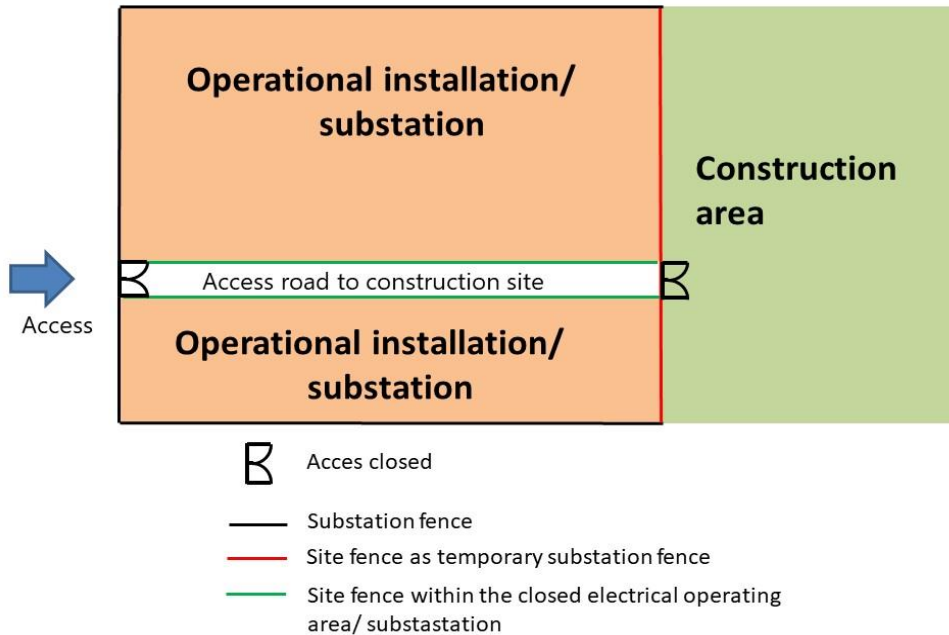 Operational installation/
substation
Construction
area
Access road to construction site
Access
Operational installation/
substation
Acces closed
Substation fence
Site fence as temporary substation fence
Site fence within the closed electrical operating
area/ substastation